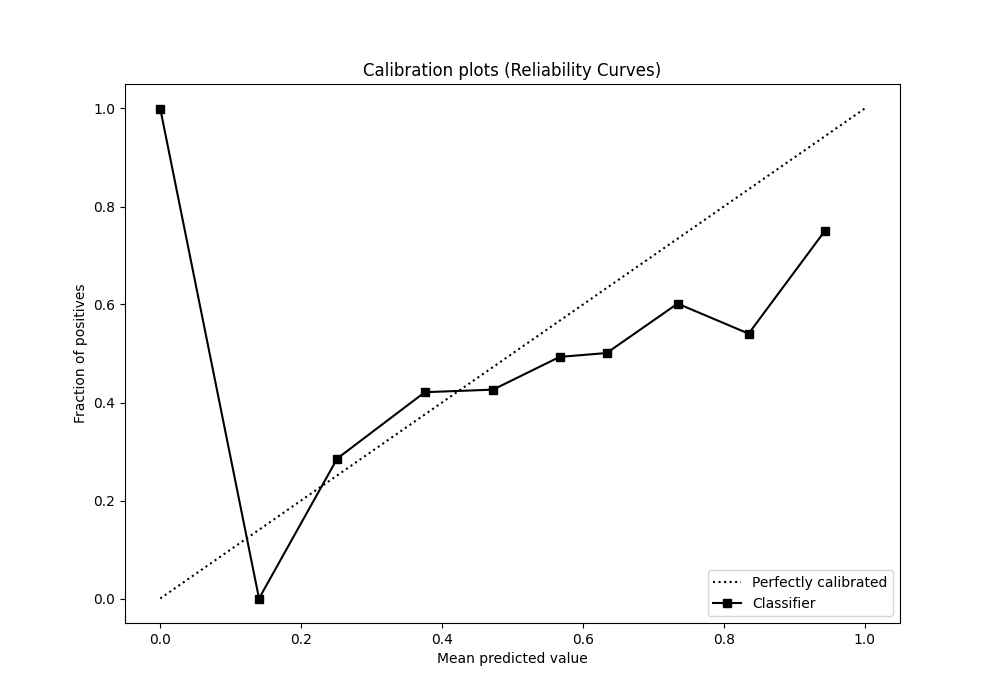 Calibration plots (Reliability Curves)
1.0
0.8
0.6
0.4
0.2
0.0
Fraction of positives
0.0 0.2 0.4 0.6 0.8 1.0
Mean predicted value
Perfectly calibrated
Classifier